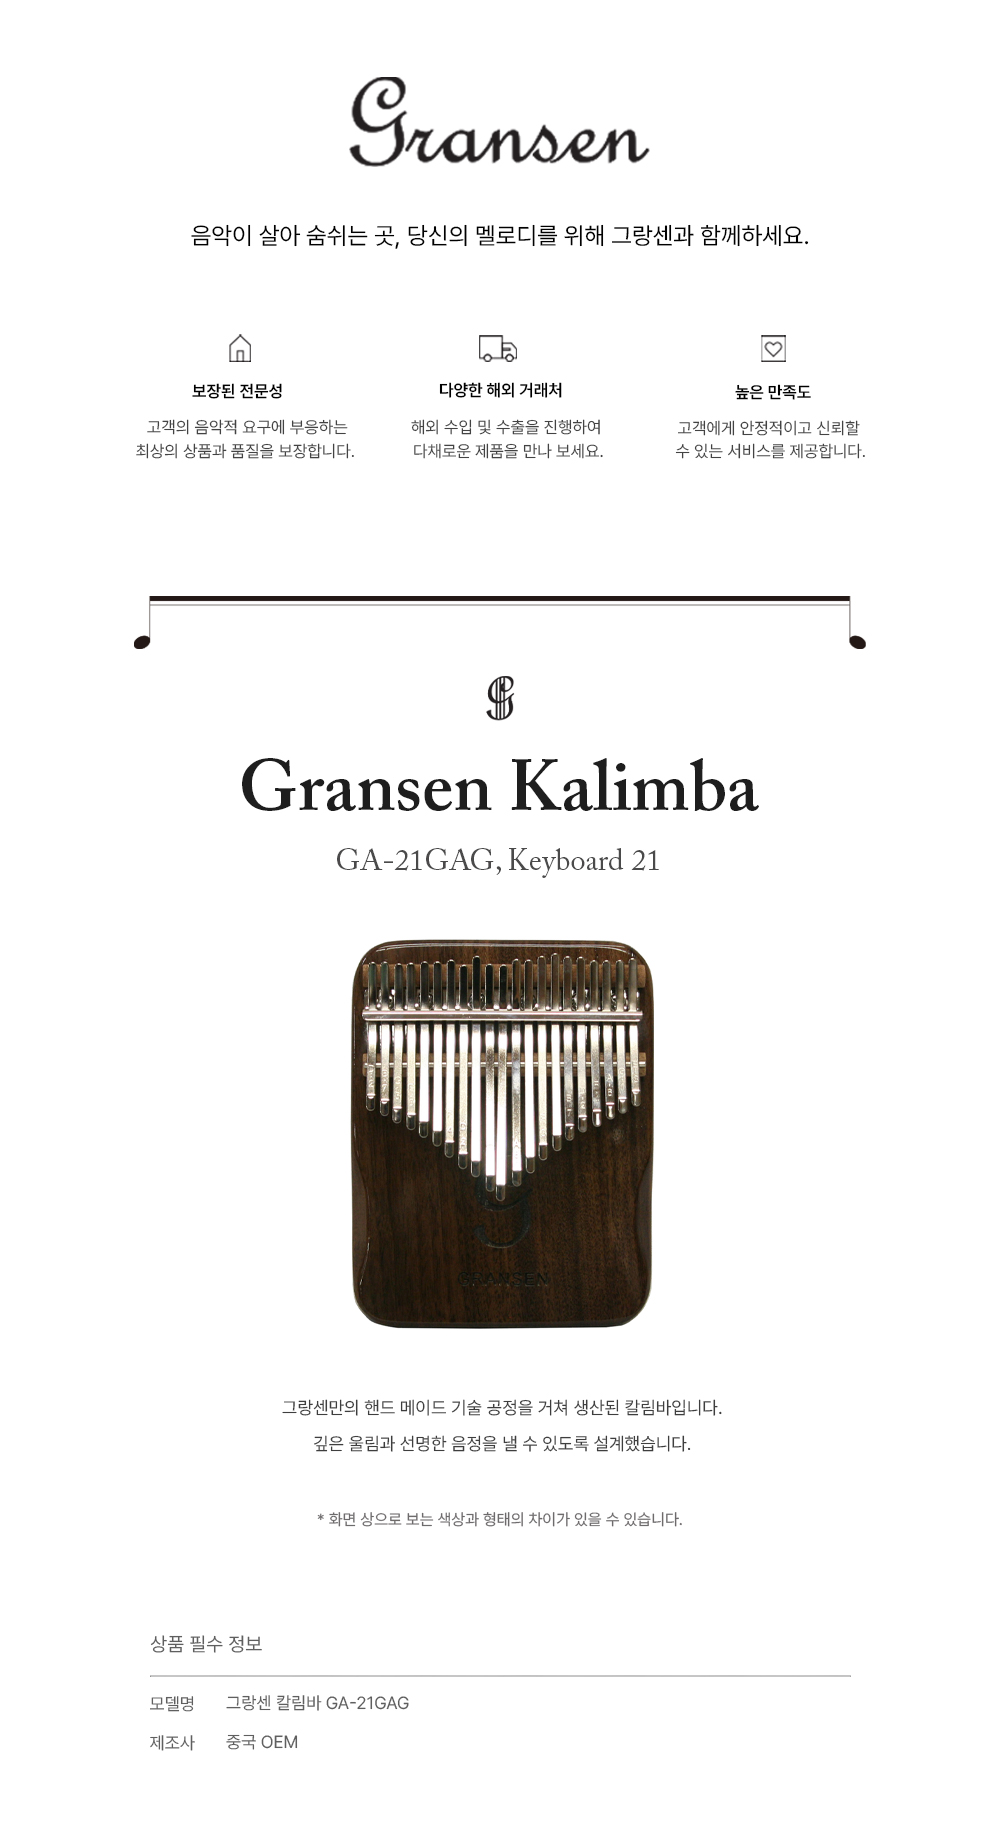 Gransen
음악이 살아 숨쉬는 곳, 당신의 멜로디를 위해 그랑센과 함께하세요.
보장된 전문성
고객의 음악적 요구에 부응하는
최상의 상품과 품질을 보장합니다.
다양한 해외 거래처
해외 수입 및 수출을 진행하여
다채로운 제품을 만나 보세요.
높은 만족도
고객에게 안정적이고 신뢰할
수 있는 서비스를 제공합니다.
Gransen Kalimba
GA-21GAG, Keyboard 21
GRANSEN
그랑센만의 핸드 메이드 기술 공정을 거쳐 생산된 칼림바입니다.
깊은 울림과 선명한 음정을 낼 수 있도록 설계했습니다.
* 화면 상으로 보는 색상과 형태의 차이가 있을 수 있습니다.
상품 필수 정보
모델명 그랑센 칼림바 GA-21GAG
제조사 중국 OEM